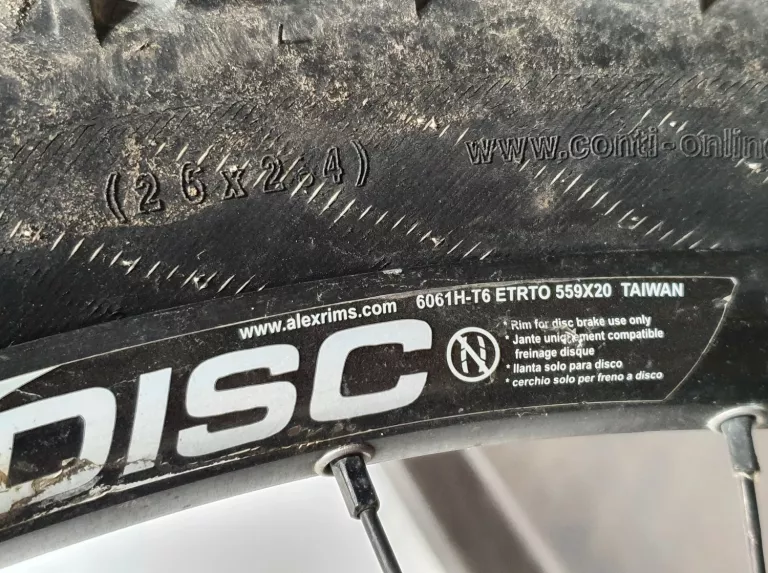 (26x2.4)
www.conti-online
www.alexrims.com 6061H-T6 ETRTO 559X20 TAIWAN
DISC
* Rim for disc brake use only
* Jante uniquement compatible
freinage disque
* llanta solo para disco
* cerchio solo per freno a disco